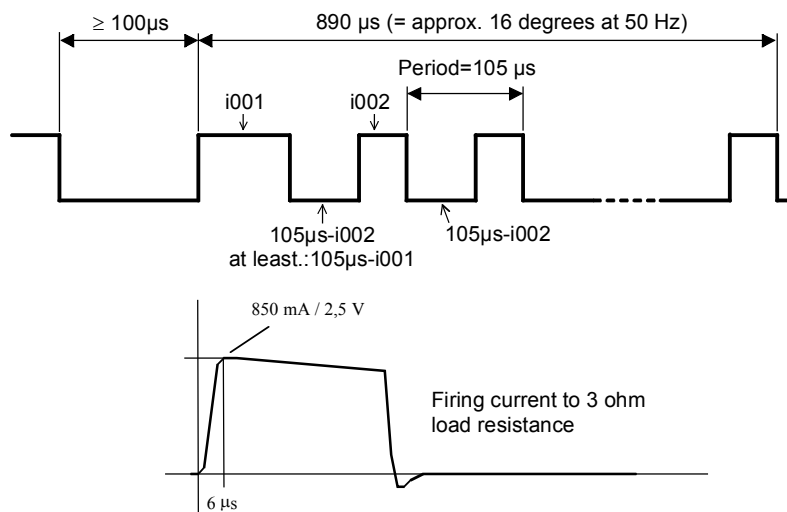 ≥ 100µs
890 µs (= approx. 16 degrees at 50 Hz)
Period=105 µs
i001
i002
105µs-i002
at least.:105µs-i001
105µs-i002
850 mA / 2,5 V
Firing current to 3 ohm
load resistance
6 µs